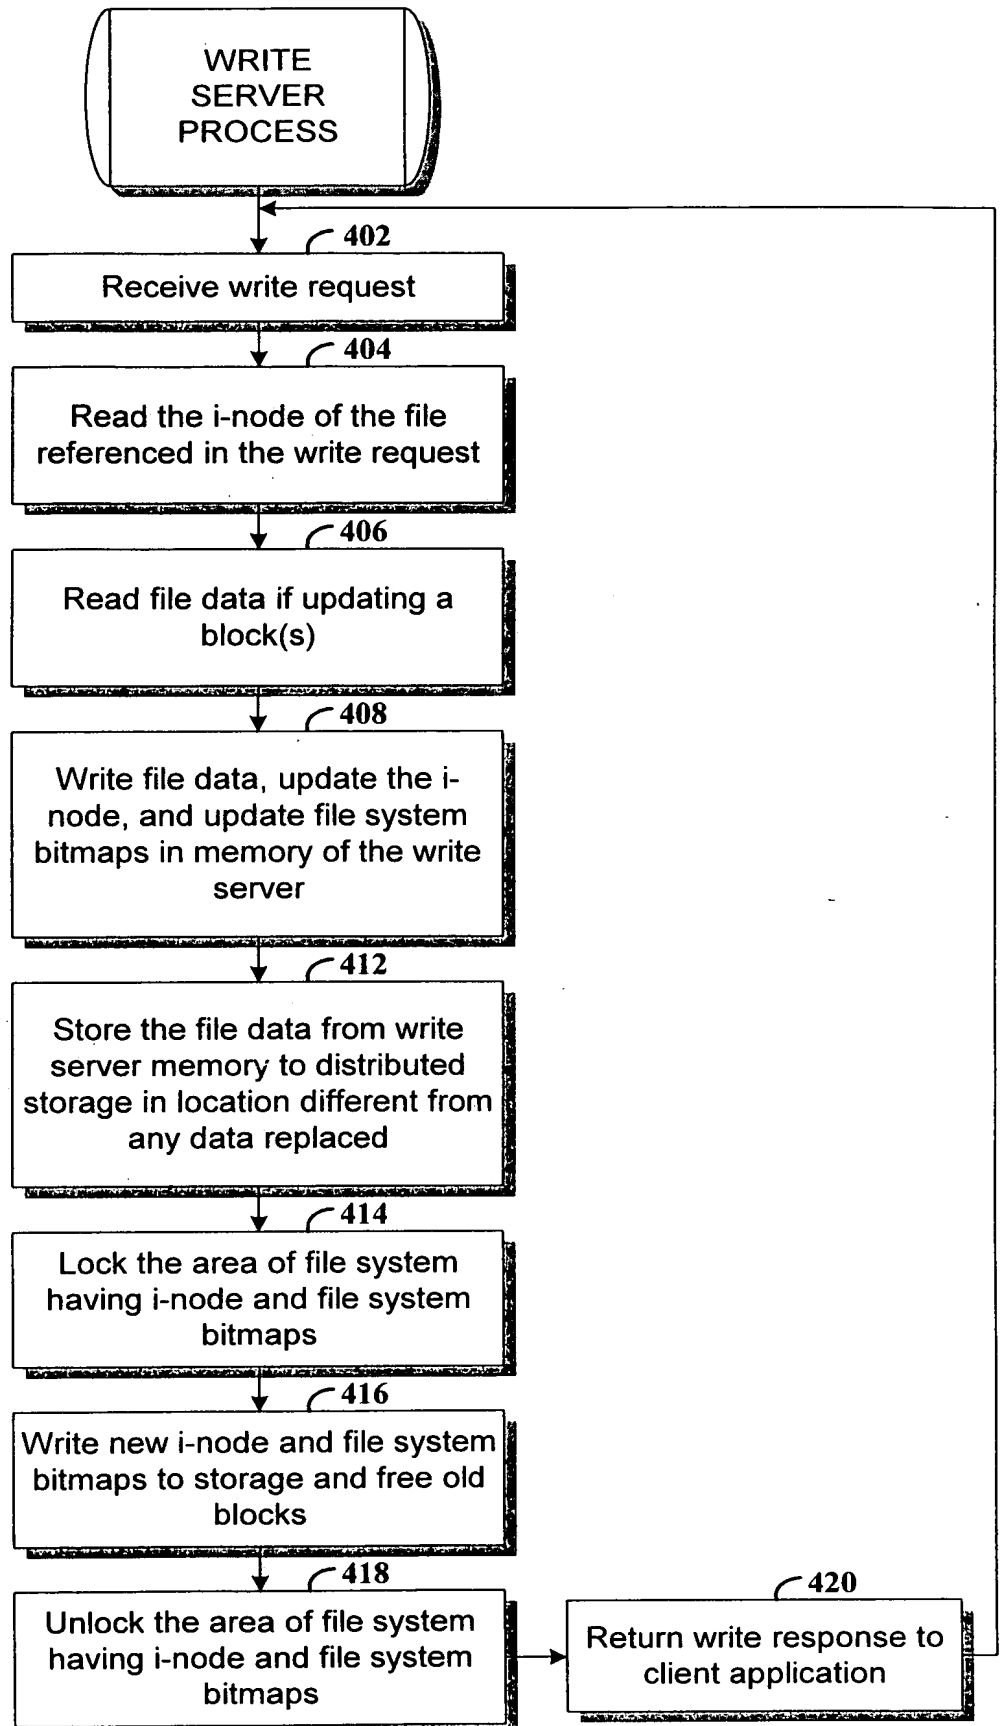 WRITE
SERVER
PROCESS
402
Receive write request
404
Read the i-node of the file
referenced in the write request
406
Read file data if updating a
block(s)
408
Write file data, update the i-
node, and update file system
bitmaps in memory of the write
server
412
Store the file data from write
server memory to distributed
storage in location different from
any data replaced
414
Lock the area of file system
having i-node and file system
bitmaps
416
Write new i-node and file system
bitmaps to storage and free old
blocks
418
Unlock the area of file system
having i-node and file system
bitmaps
420
Return write response to
client application